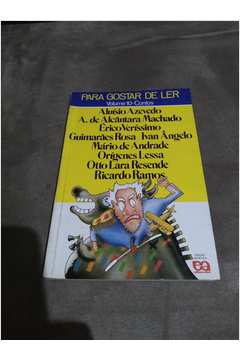 PARA GOSTAR DE LER
Volume 10-Contos
Aluísio Azevedo
A. de Alcântara Machado
Érico Veríssimo
Guimarães Rosa Ivan Ângelo
Mário de Andrade
Orígenes Lessa
Otto Lara Resende
Ricardo Ramos